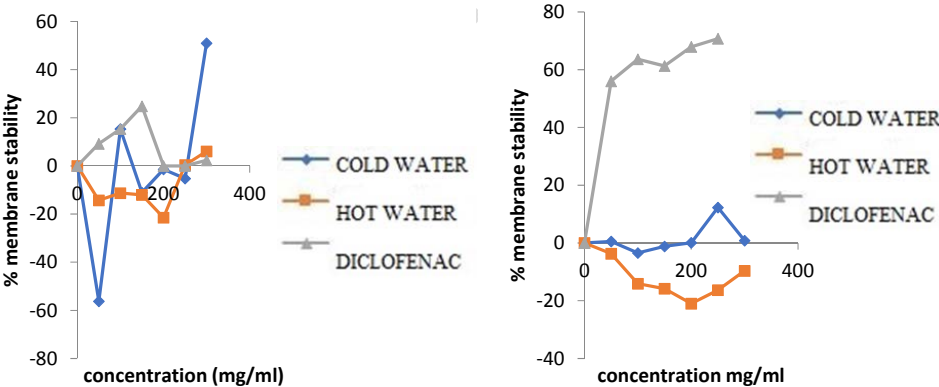 % membrane stability
60
40
20
0
-20
-40
-60
-80
0
200
400
COLD WATER
HOT WATER
DICLOFENAC
concentration (mg/ml)
% membrane stability
80
60
40
20
0
-20
-40
0
200
400
COLD WATER
HOT WATER
DICLOFENAC
concentration mg/ml